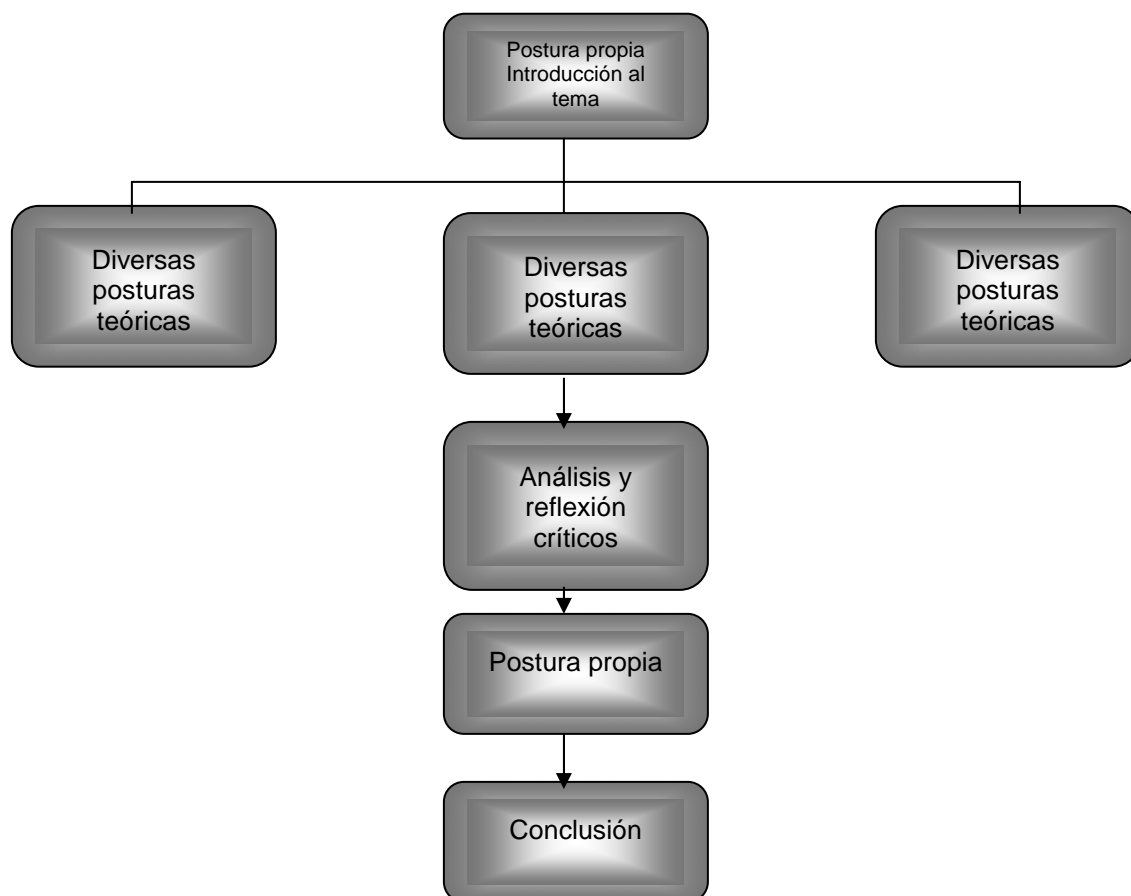 Postura propia
Introducción al
tema
Diversas
posturas
teóricas
Diversas
posturas
teóricas
Diversas
posturas
teóricas
Análisis y
reflexión
críticos
Postura propia
Conclusión